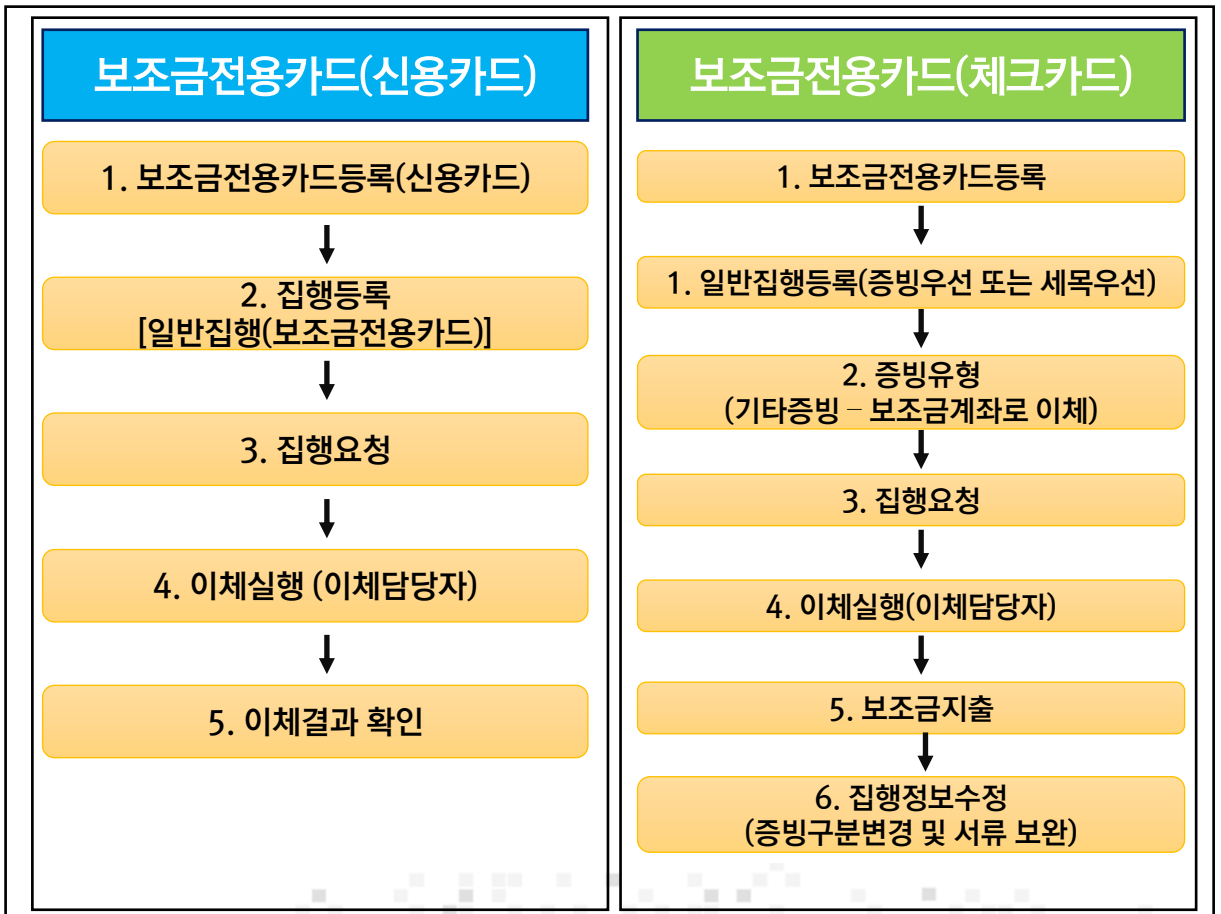 보조금전용카드(신용카드)
1. 보조금전용카드등록(신용카드)
2. 집행등록
[일반집행(보조금전용카드)]
3. 집행요청
4. 이체실행 (이체담당자)
5. 이체결과 확인
보조금전용카드(체크카드)
1. 보조금전용카드등록
1. 일반집행등록(증빙우선 또는 세목우선)
2. 증빙유형
(기타증빙 – 보조금계좌로 이체)
3. 집행요청
4. 이체실행(이체담당자)
5. 보조금지출
6. 집행정보수정
(증빙구분변경 및 서류 보완)